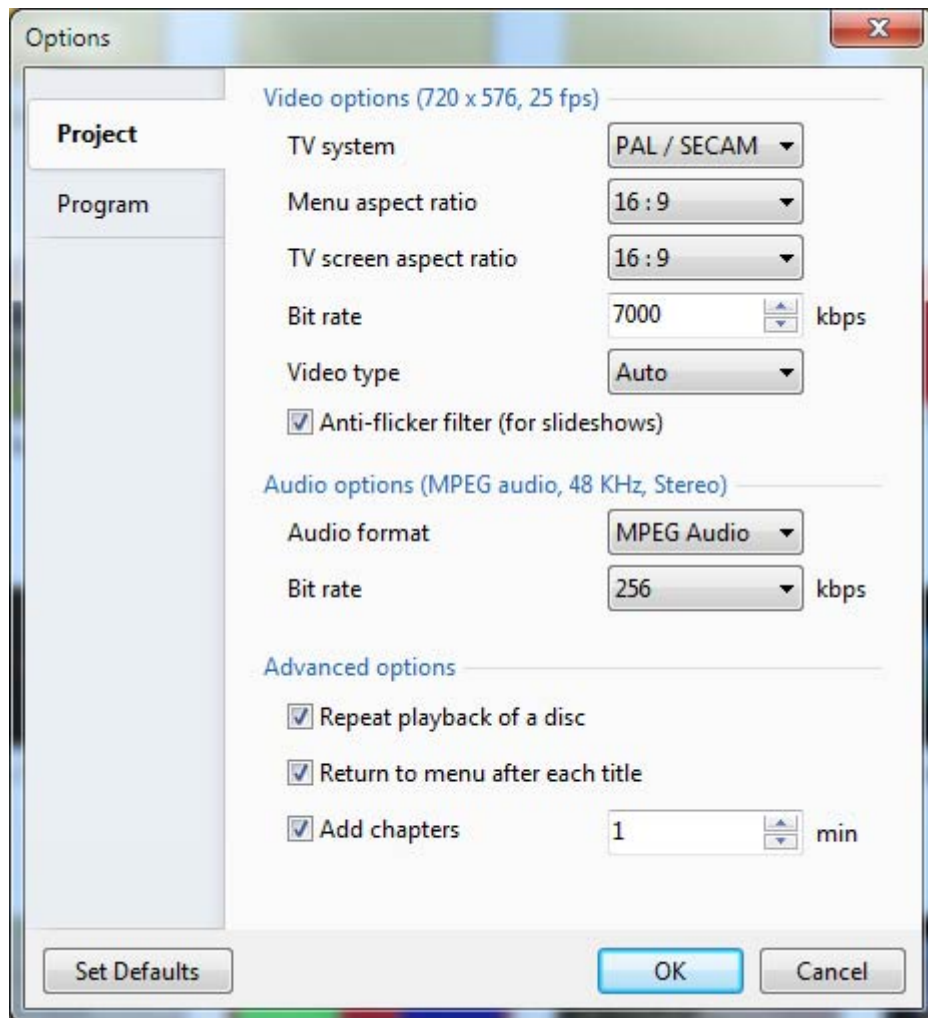 Options
Project
Program
Video options (720 x 576, 25 fps)
TV system PAL / SECAM
Menu aspect ratio 16 : 9
TV screen aspect ratio 16 : 9
Bit rate 7000 kbps
Video type Auto
Anti-flicker filter (for slideshows)
Audio options (MPEG audio, 48 KHz, Stereo)
Audio format MPEG Audio
Bit rate 256 kbps
Advanced options
Repeat playback of a disc
Return to menu after each title
Add chapters 1 min
Set Defaults OK Cancel